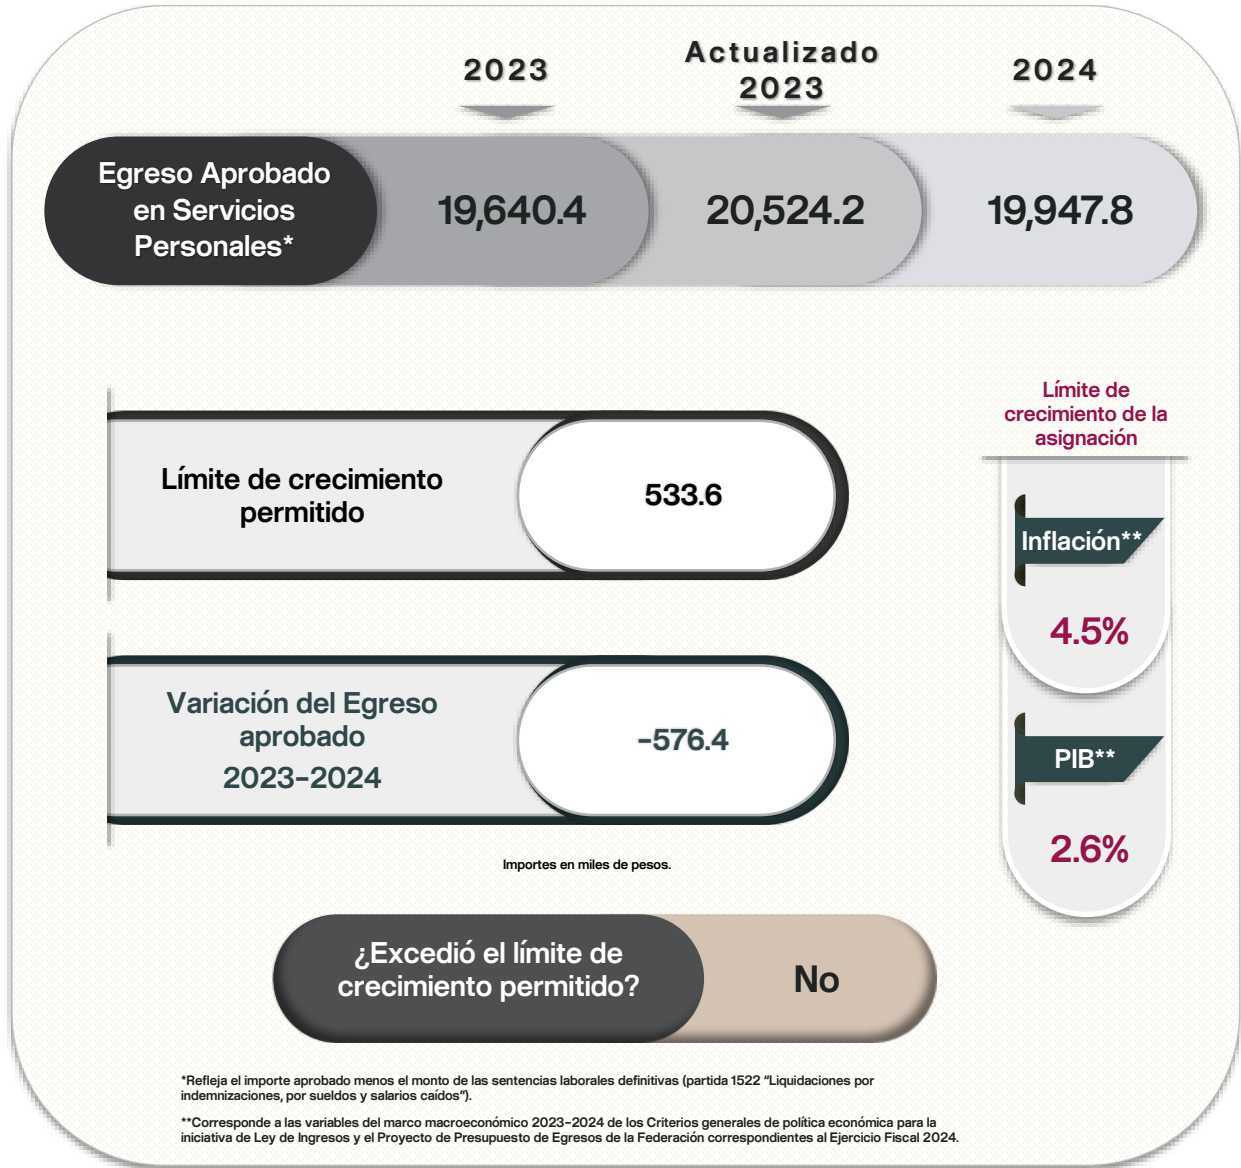 2023
Actualizado
2023
2024
Egreso Aprobado
en Servicios
Personales*
19,640.4
20,524.2
19,947.8
Límite de
crecimiento de la
asignación
Límite de crecimiento
permitido
533.6
Inflación**
4.5%
Variación del Egreso
aprobado
2023-2024
-576.4
PIB**
2.6%
Importes en miles de pesos.
¿Excedió el límite de
crecimiento permitido?
No
*Refleja el importe aprobado menos el monto de las sentencias laborales definitivas (partida 1522 "Liquidaciones por
indemnizaciones, por sueldos y salarios caídos").
**Corresponde a las variables del marco macroeconómico 2023-2024 de los Criterios generales de política económica para la
iniciativa de Ley de Ingresos y el Proyecto de Presupuesto de Egresos de la Federación correspondientes al Ejercicio Fiscal 2024.